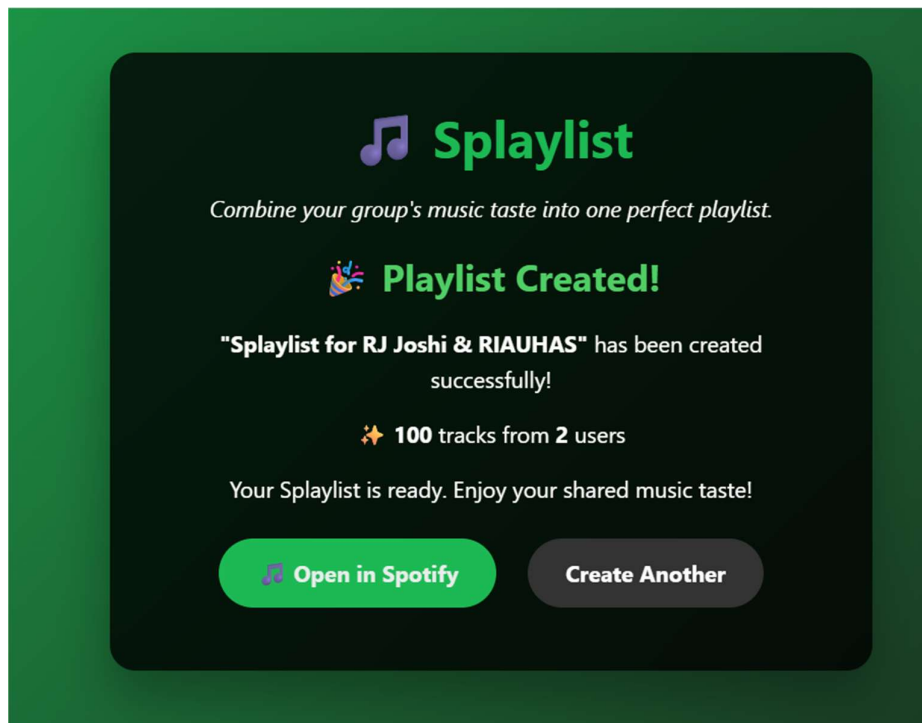 🎵 Splaylist
Combine your group's music taste into one perfect playlist.
🎉 Playlist Created!
"Splaylist for RJ Joshi & RIAUHAS" has been created
successfully!
✨ 100 tracks from 2 users
Your Splaylist is ready. Enjoy your shared music taste!
🎵 Open in Spotify
Create Another